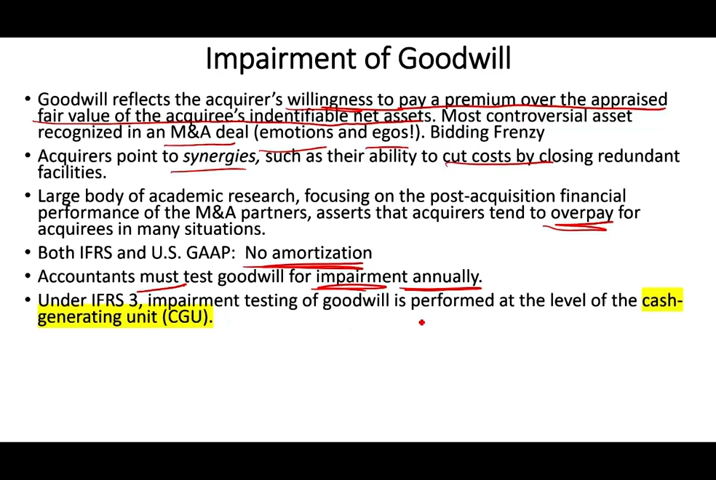 Impairment of Goodwill
• Goodwill reflects the acquirer's willingness to pay a premium over the appraised
fair value of the acquiree's indentifiable net assets. Most controversial asset
recognized in an M&A deal (emotions and egos!). Bidding Frenzy
• Acquirers point to synergies, such as their ability to cut costs by closing redundant
facilities.
• Large body of academic research, focusing on the post-acquisition financial
performance of the M&A partners, asserts that acquirers tend to overpay for
acquirees in many situations.
• Both IFRS and U.S. GAAP: No amortization
• Accountants must test goodwill for impairment annually.
• Under IFRS 3, impairment testing of goodwill is performed at the level of the cash-
generating unit (CGU).